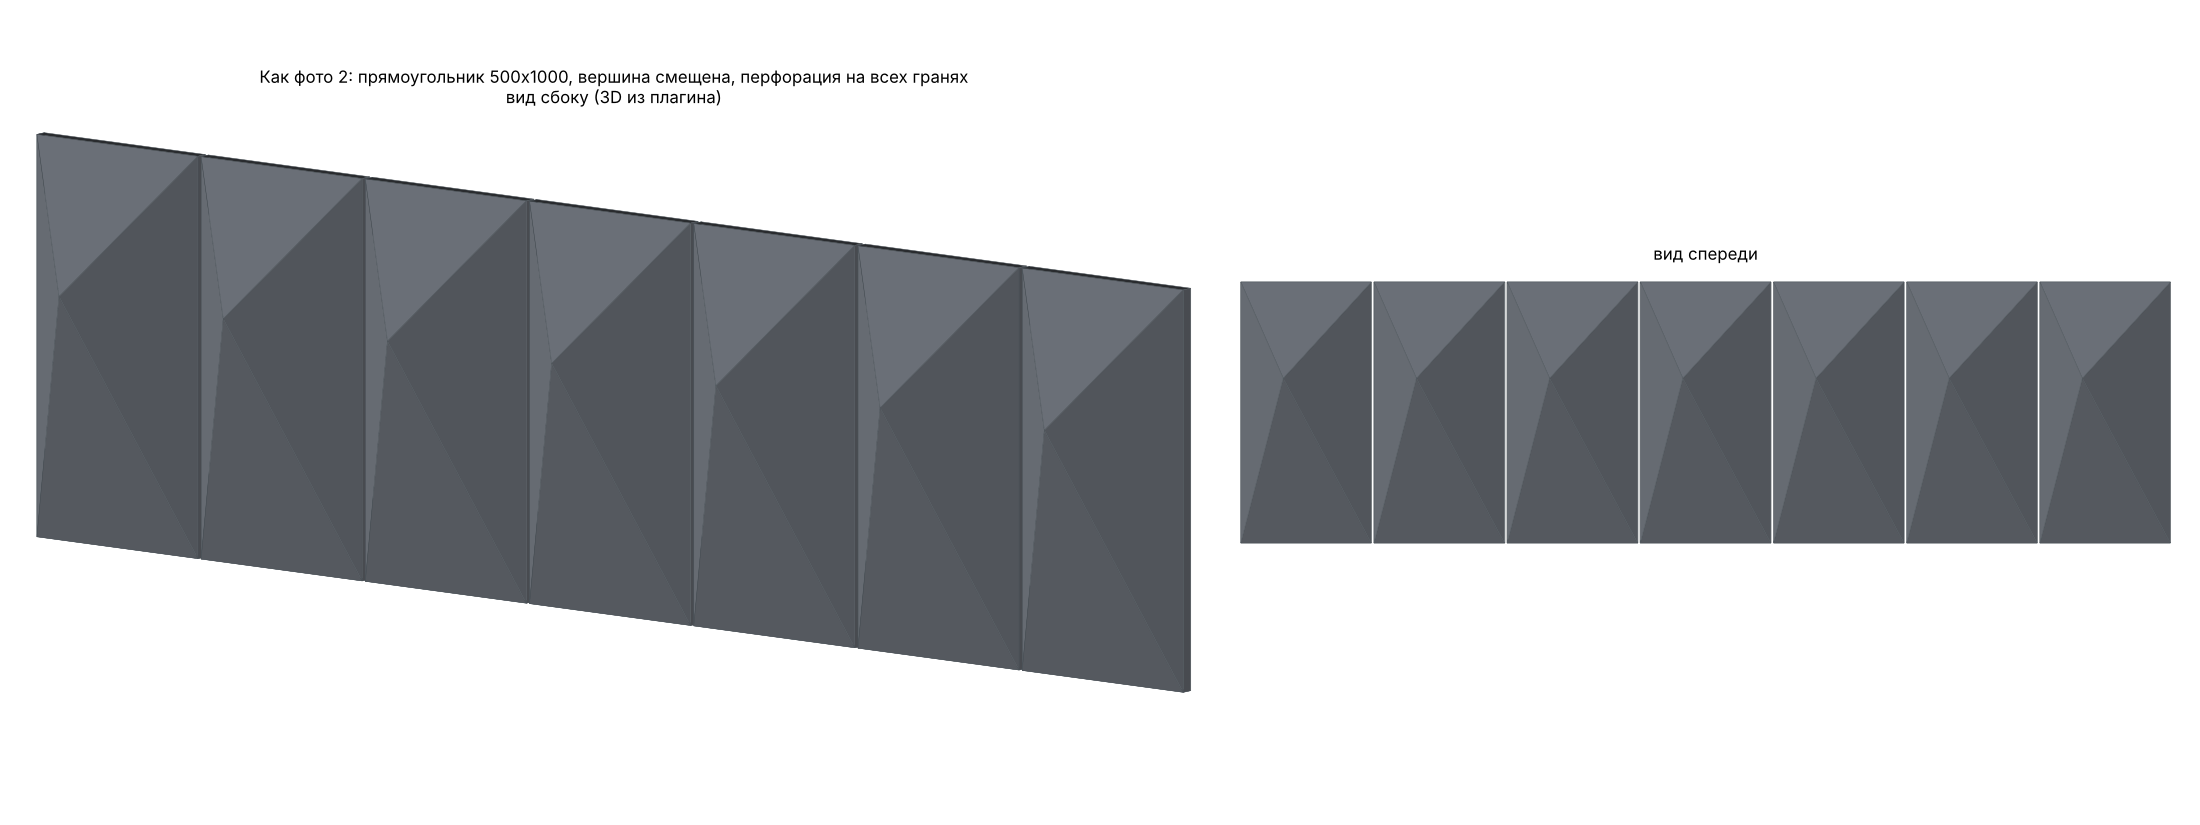 Как фото 2: прямоугольник 500x1000, вершина смещена, перфорация на всех гранях
вид сбоку (3D из плагина)
вид спереди